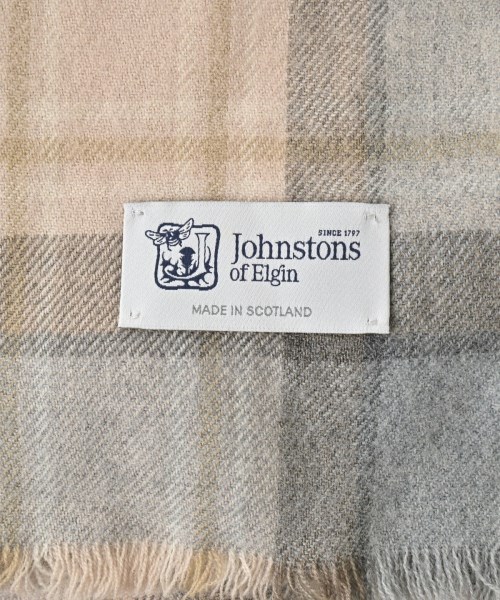 SINCE 1797
Johnstons
of Elgin
MADE IN SCOTLAND